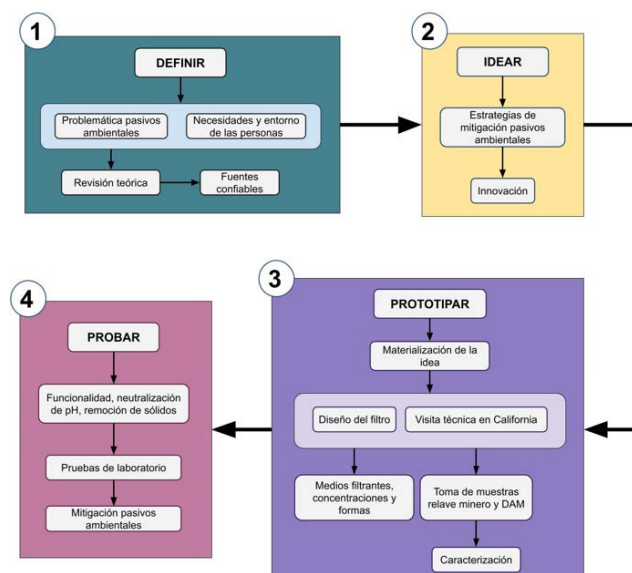 1
DEFINIR
Problemática pasivos
ambientales
Necesidades y entorno
de las personas
Revisión teórica
Fuentes
confiables
2
IDEAR
Estrategias de
mitigación pasivos
ambientales
Innovación
3
PROTOTIPAR
Materialización de la
idea
Diseño del filtro
Visita técnica en California
Medios filtrantes,
concentraciones y
formas
Toma de muestras
relave minero y DAM
Caracterización
4
PROBAR
Funcionalidad, neutralización
de pH, remoción de sólidos
Pruebas de laboratorio
Mitigación pasivos
ambientales